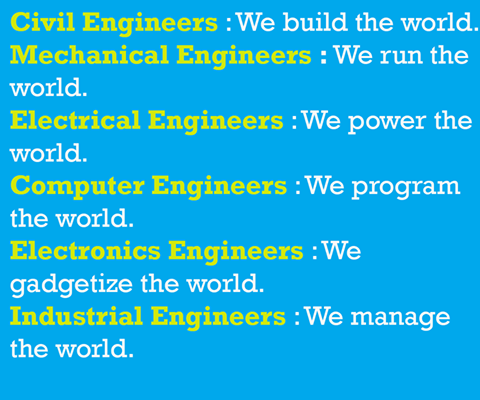 Civil Engineers : We build the world.
Mechanical Engineers : We run the
world.
Electrical Engineers : We power the
world.
Computer Engineers : We program
the world.
Electronics Engineers : We
gadgetize the world.
Industrial Engineers : We manage
the world.